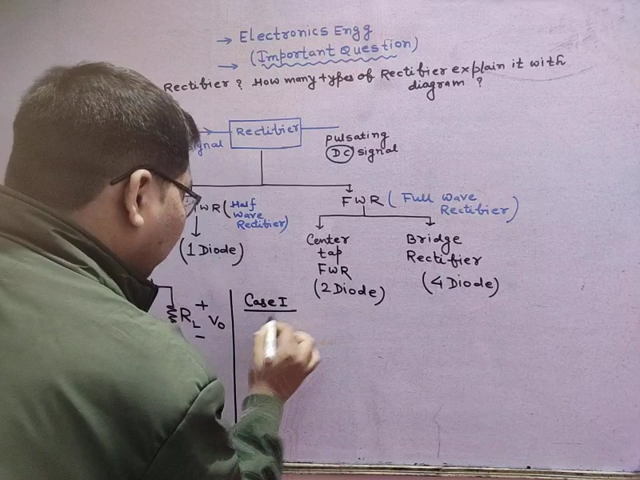 → Electronics Engg
→ (Important Question)
Rectifier? How many types of Rectifier explain it with
diagram?
Rectifier
pulsating
DC signal
ignal
WR (Half
Wave
Rectifier)
FWR (Full Wave
Rectifier)
(1 Diode)
Center
tap
FWR
(2 Diode)
Bridge
Rectifier
(4 Diode)
RL
+
Vo
-
Case I